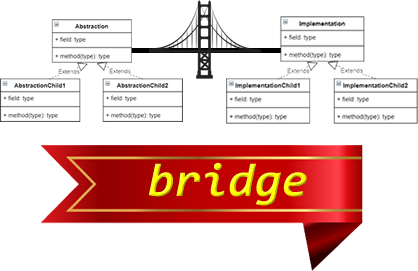 Abstraction
+ field: type
+ method(type): type
Implementation
+ field: type
+ method(type): type
Extends
Extends
Extends
Extends
AbstractionChild1
+ field: type
+ method(type): type
AbstractionChild2
+ field: type
+ method(type): type
ImplementationChild1
+ field: type
+ method(type): type
ImplementationChild2
+ field: type
+ method(type): type
bridge